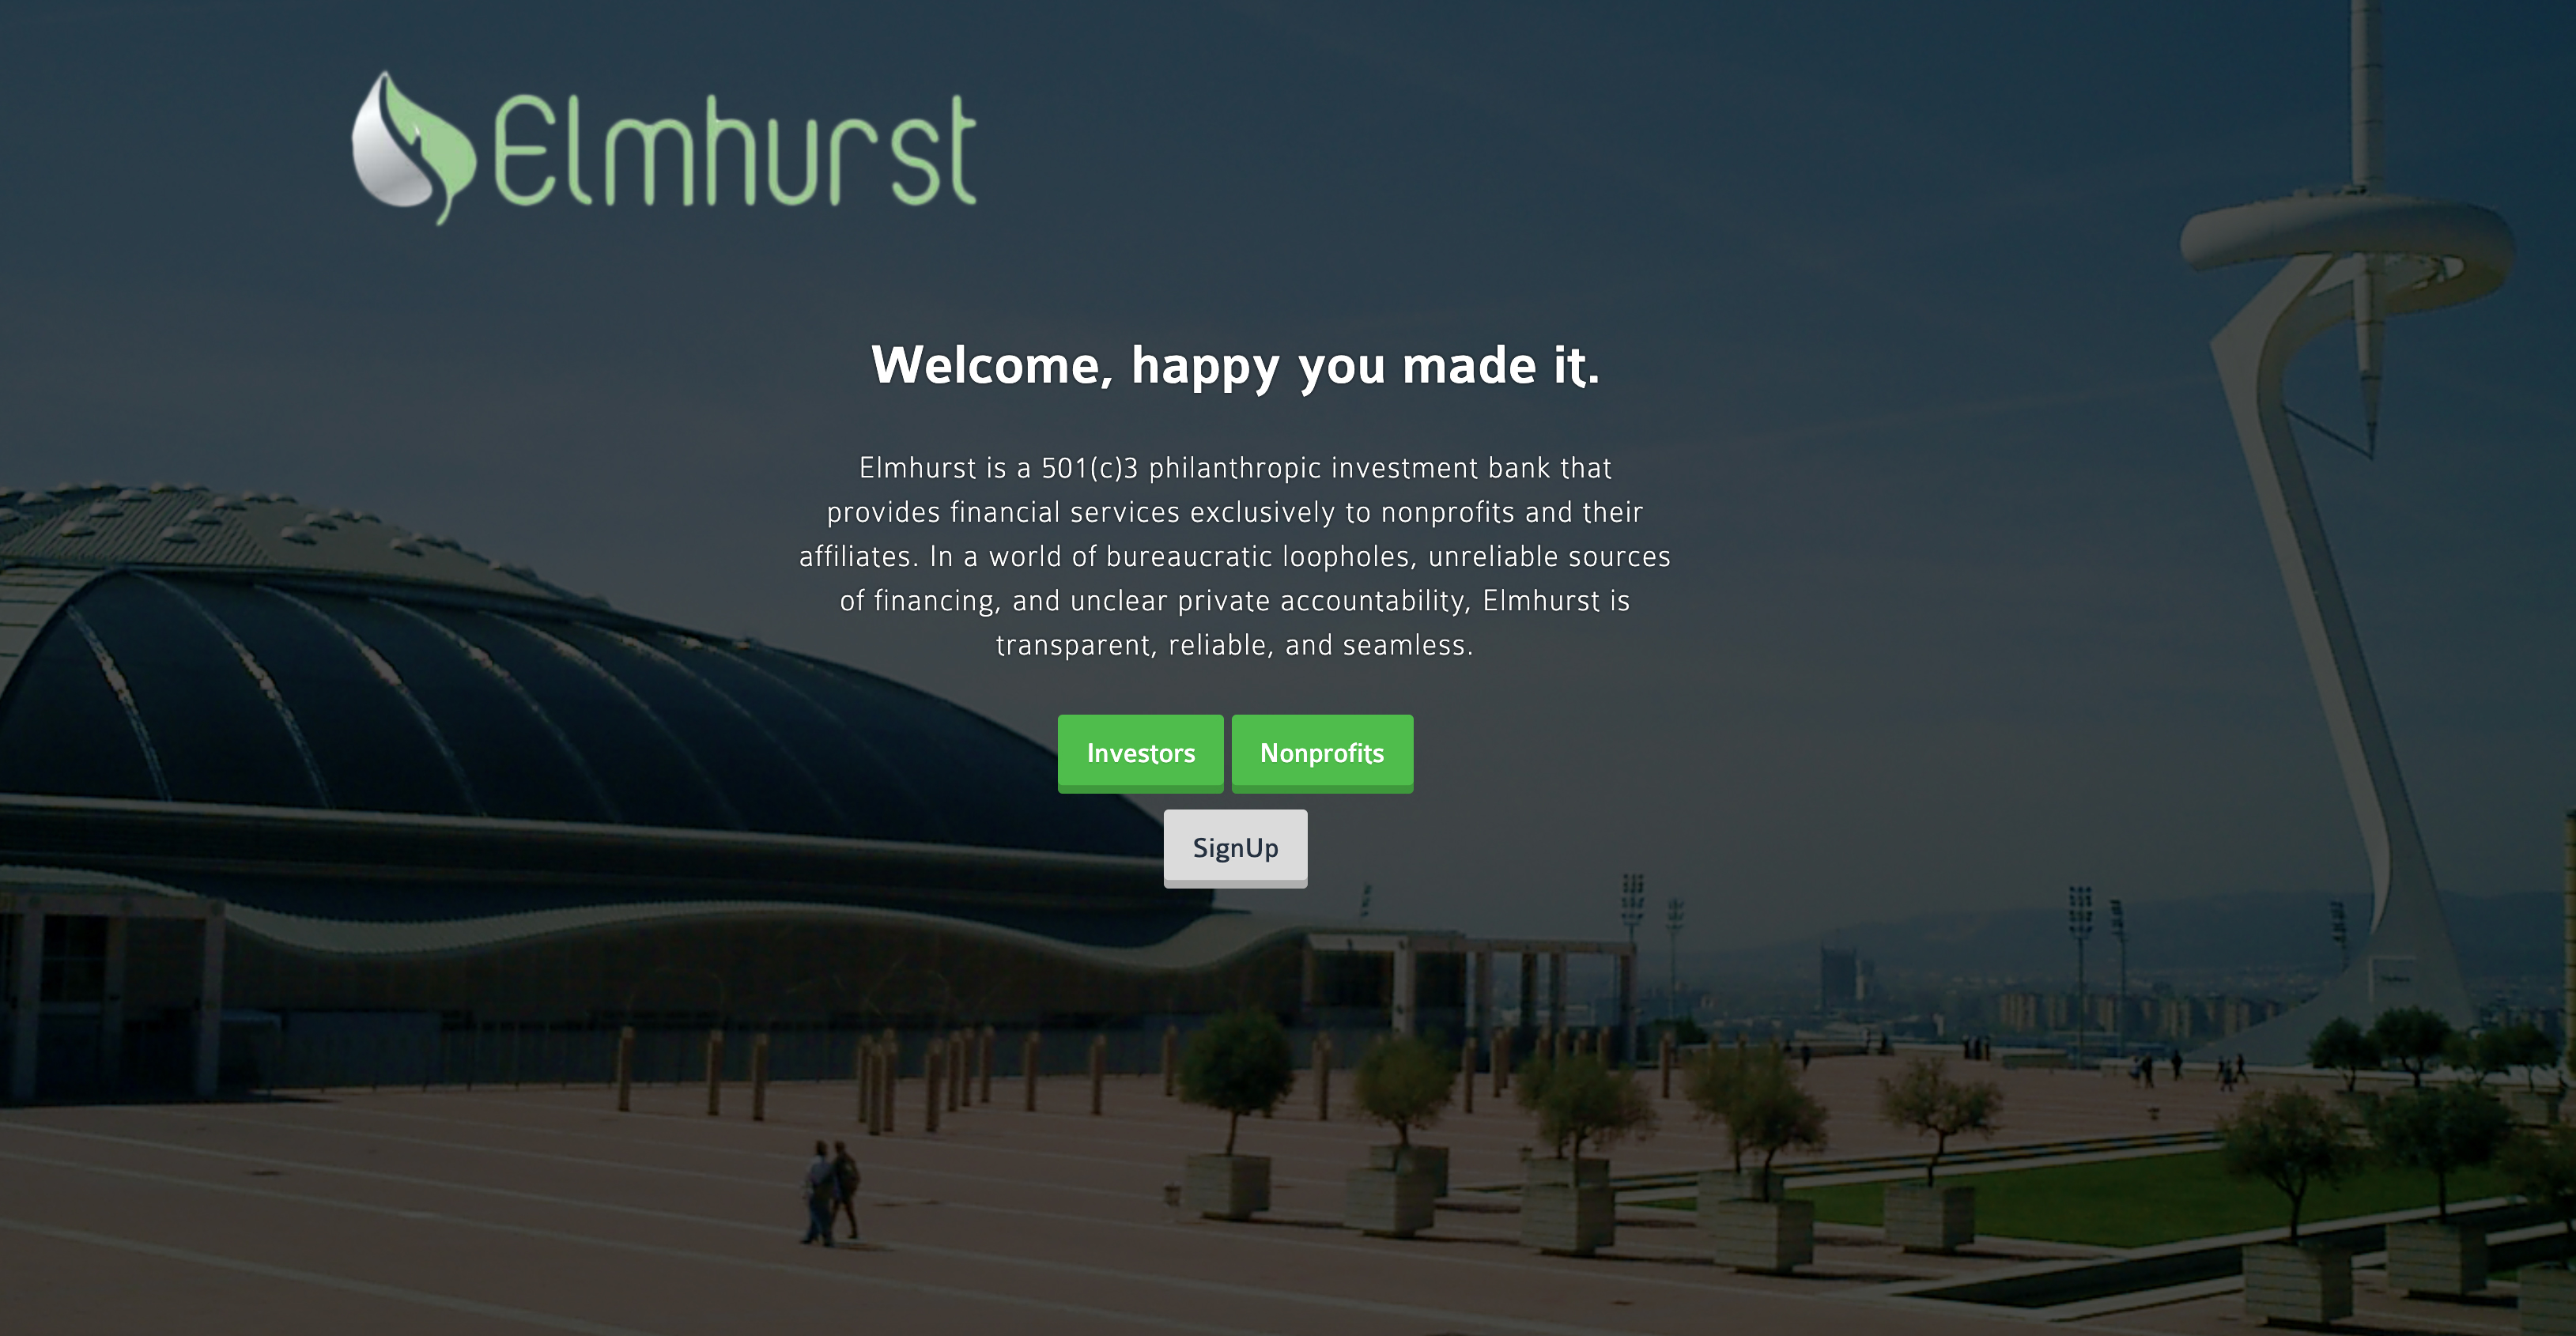 Elmhurst
Welcome, happy you made it.
Elmhurst is a 501(c)3 philanthropic investment bank that
provides financial services exclusively to nonprofits and their
affiliates. In a world of bureaucratic loopholes, unreliable sources
of financing, and unclear private accountability, Elmhurst is
transparent, reliable, and seamless.
Investors
Nonprofits
SignUp